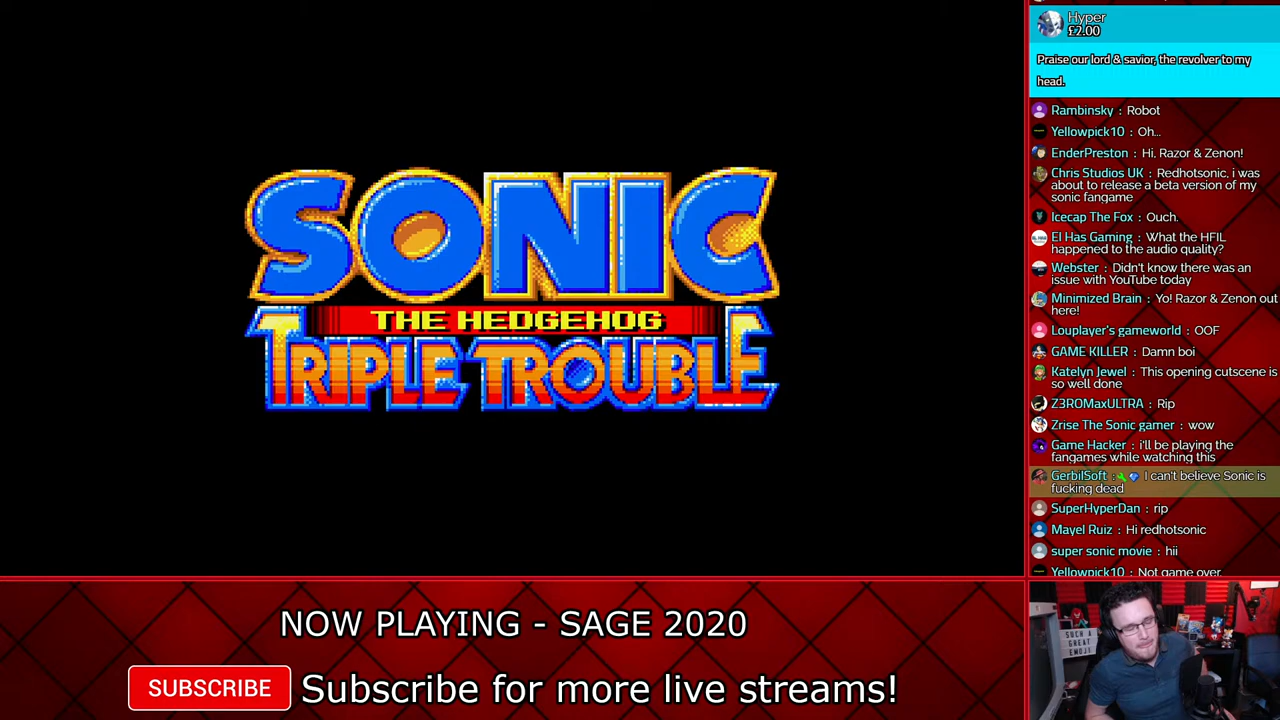 SONIC
THE HEDGEHOG
TRIPLE TROUBLE
Hyper
£2.00
Praise our lord & savior, the revolver to my
head.
Rambinsky : Robot
Yellowpick10 : Oh...
EnderPreston : Hi, Razor & Zenon!
Chris Studios UK : Redhotsonic, i was
about to release a beta version of my
sonic fangame
Icecap The Fox : Ouch.
El Has Gaming : What the HFIL
happened to the audio quality?
Webster : Didn't know there was an
issue with YouTube today
Minimized Brain : Yo! Razor & Zenon out
here!
Louplayer's gameworld : OOF
GAME KILLER : Damn boi
Katelyn Jewel : This opening cutscene is
so well done
Z3ROMaxULTRA : Rip
Zrise The Sonic gamer : wow
Game Hacker : i'll be playing the
fangames while watching this
GerbilSoft : I can't believe Sonic is
fucking dead
SuperHyperDan : rip
Mayel Ruiz : Hi redhotsonic
super sonic movie : hii
Yellowpick10 : Not game over.
SUCH A
GREAT
EMOJI
NOW PLAYING - SAGE 2020
SUBSCRIBE Subscribe for more live streams!